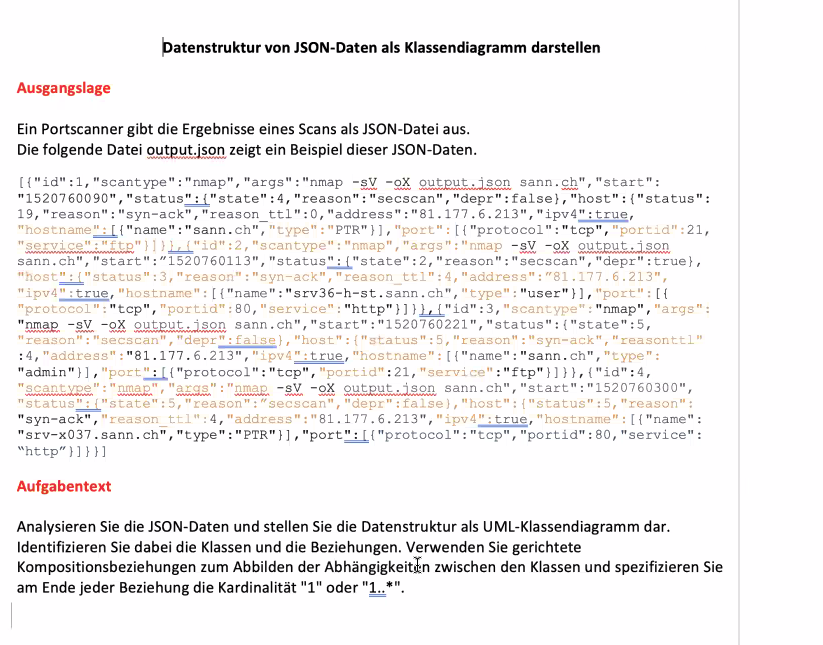 Datenstruktur von JSON-Daten als Klassendiagramm darstellen
Ausgangslage
Ein Portscanner gibt die Ergebnisse eines Scans als JSON-Datei aus.
Die folgende Datei output.json zeigt ein Beispiel dieser JSON-Daten.
[{"id":1,"scantype":"nmap","args":"nmap -sV -oX output.json sann.ch","start":
"1520760090","status":{"state":4,"reason":"secscan","depr":false},"host":{"status":
19,"reason":"syn-ack","reason_ttl":0,"address":"81.177.6.213","ipv4":true,
"hostname":[{"name":"sann.ch","type":"PTR"}],"port":[{"protocol":"tcp","portid":21,
"service":"ftp"}]}},{"id":2,"scantype":"nmap","args":"nmap -sV -oX output.json
sann.ch","start":”1520760113","status":{"state":2,"reason":"secscan","depr":true},
"host":{"status":3,"reason":"syn-ack","reason_ttl":4,"address":”81.177.6.213",
"ipv4":true,"hostname":[{"name":"srv36-h-st.sann.ch","type":"user"}],"port":[{
"protocol":"tcp","portid":80,"service":"http"}]}},{"id":3,"scantype":"nmap","args":
"nmap -sV -oX output.json sann.ch","start":"1520760221","status":{"state":5,
"reason":"secscan","depr":false},"host":{"status":5,"reason":"syn-ack","reasonttl"
:4,"address":"81.177.6.213","ipv4":true,"hostname":[{"name":"sann.ch","type":
"admin"}],"port":[{"protocol":"tcp","portid":21,"service":"ftp"}]}},{"id":4,
"scantype":"nmap","args":"nmap -sV -oX output.json sann.ch","start":"1520760300",
"status":{"state":5,"reason":”secscan","depr":false},"host":{"status":5,"reason":
"syn-ack","reason_ttl":4,"address":"81.177.6.213","ipv4":true,"hostname":[{"name":
"srv-x037.sann.ch","type":"PTR"}],"port":[{"protocol":"tcp","portid":80,"service":
“http”}]}}]
Aufgabentext
Analysieren Sie die JSON-Daten und stellen Sie die Datenstruktur als UML-Klassendiagramm dar.
Identifizieren Sie dabei die Klassen und die Beziehungen. Verwenden Sie gerichtete
Kompositionsbeziehungen zum Abbilden der Abhängigkeiten zwischen den Klassen und spezifizieren Sie
am Ende jeder Beziehung die Kardinalität "1" oder "1..*".